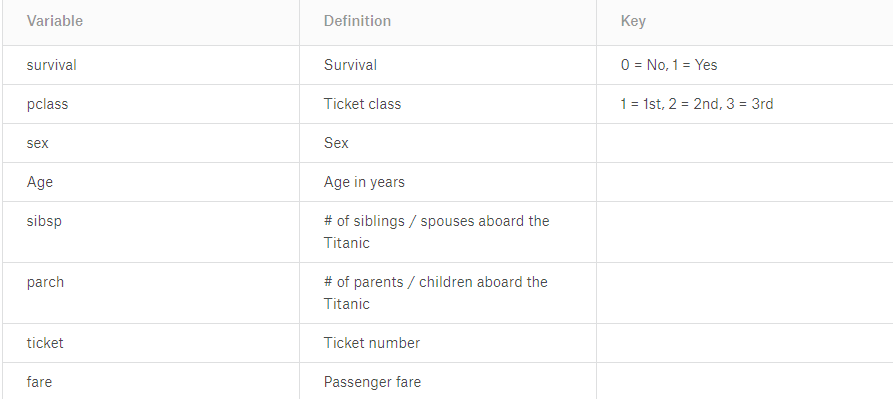 Variable Definition Key
survival Survival 0 = No, 1 = Yes
pclass Ticket class 1 = 1st, 2 = 2nd, 3 = 3rd
sex Sex
Age Age in years
sibsp # of siblings / spouses aboard the
Titanic
parch # of parents / children aboard the
Titanic
ticket Ticket number
fare Passenger fare